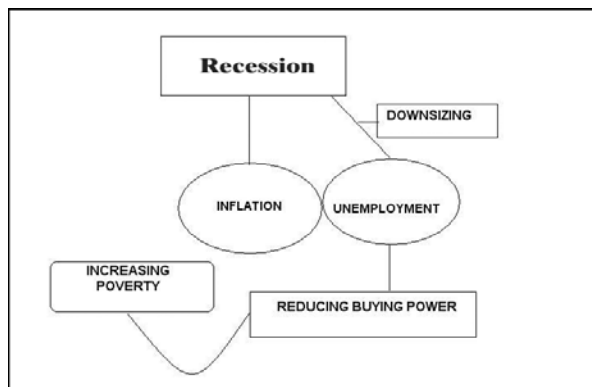 Recession
DOWNSIZING
INFLATION
UNEMPLOYMENT
INCREASING
POVERTY
REDUCING BUYING POWER